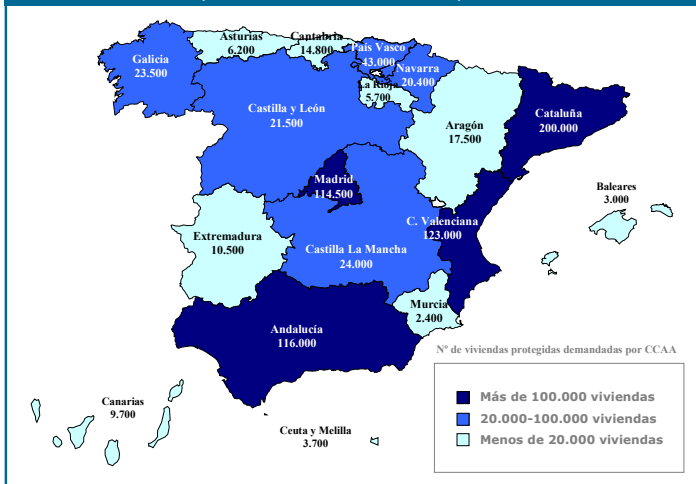 Asturias
6.200
Cantabria
14.800
País Vasco
43.000
Galicia
23.500
Navarra
20.400
La Rioja
5.700
Castilla y León
21.500
Aragón
17.500
Cataluña
200.000
Madrid
114.500
Baleares
3.000
C. Valenciana
123.000
Extremadura
10.500
Castilla La Mancha
24.000
Murcia
2.400
Andalucía
116.000
Nº de viviendas protegidas demandadas por CCAA
Más de 100.000 viviendas
20.000-100.000 viviendas
Menos de 20.000 viviendas
Canarias
9.700
Ceuta y Melilla
3.700